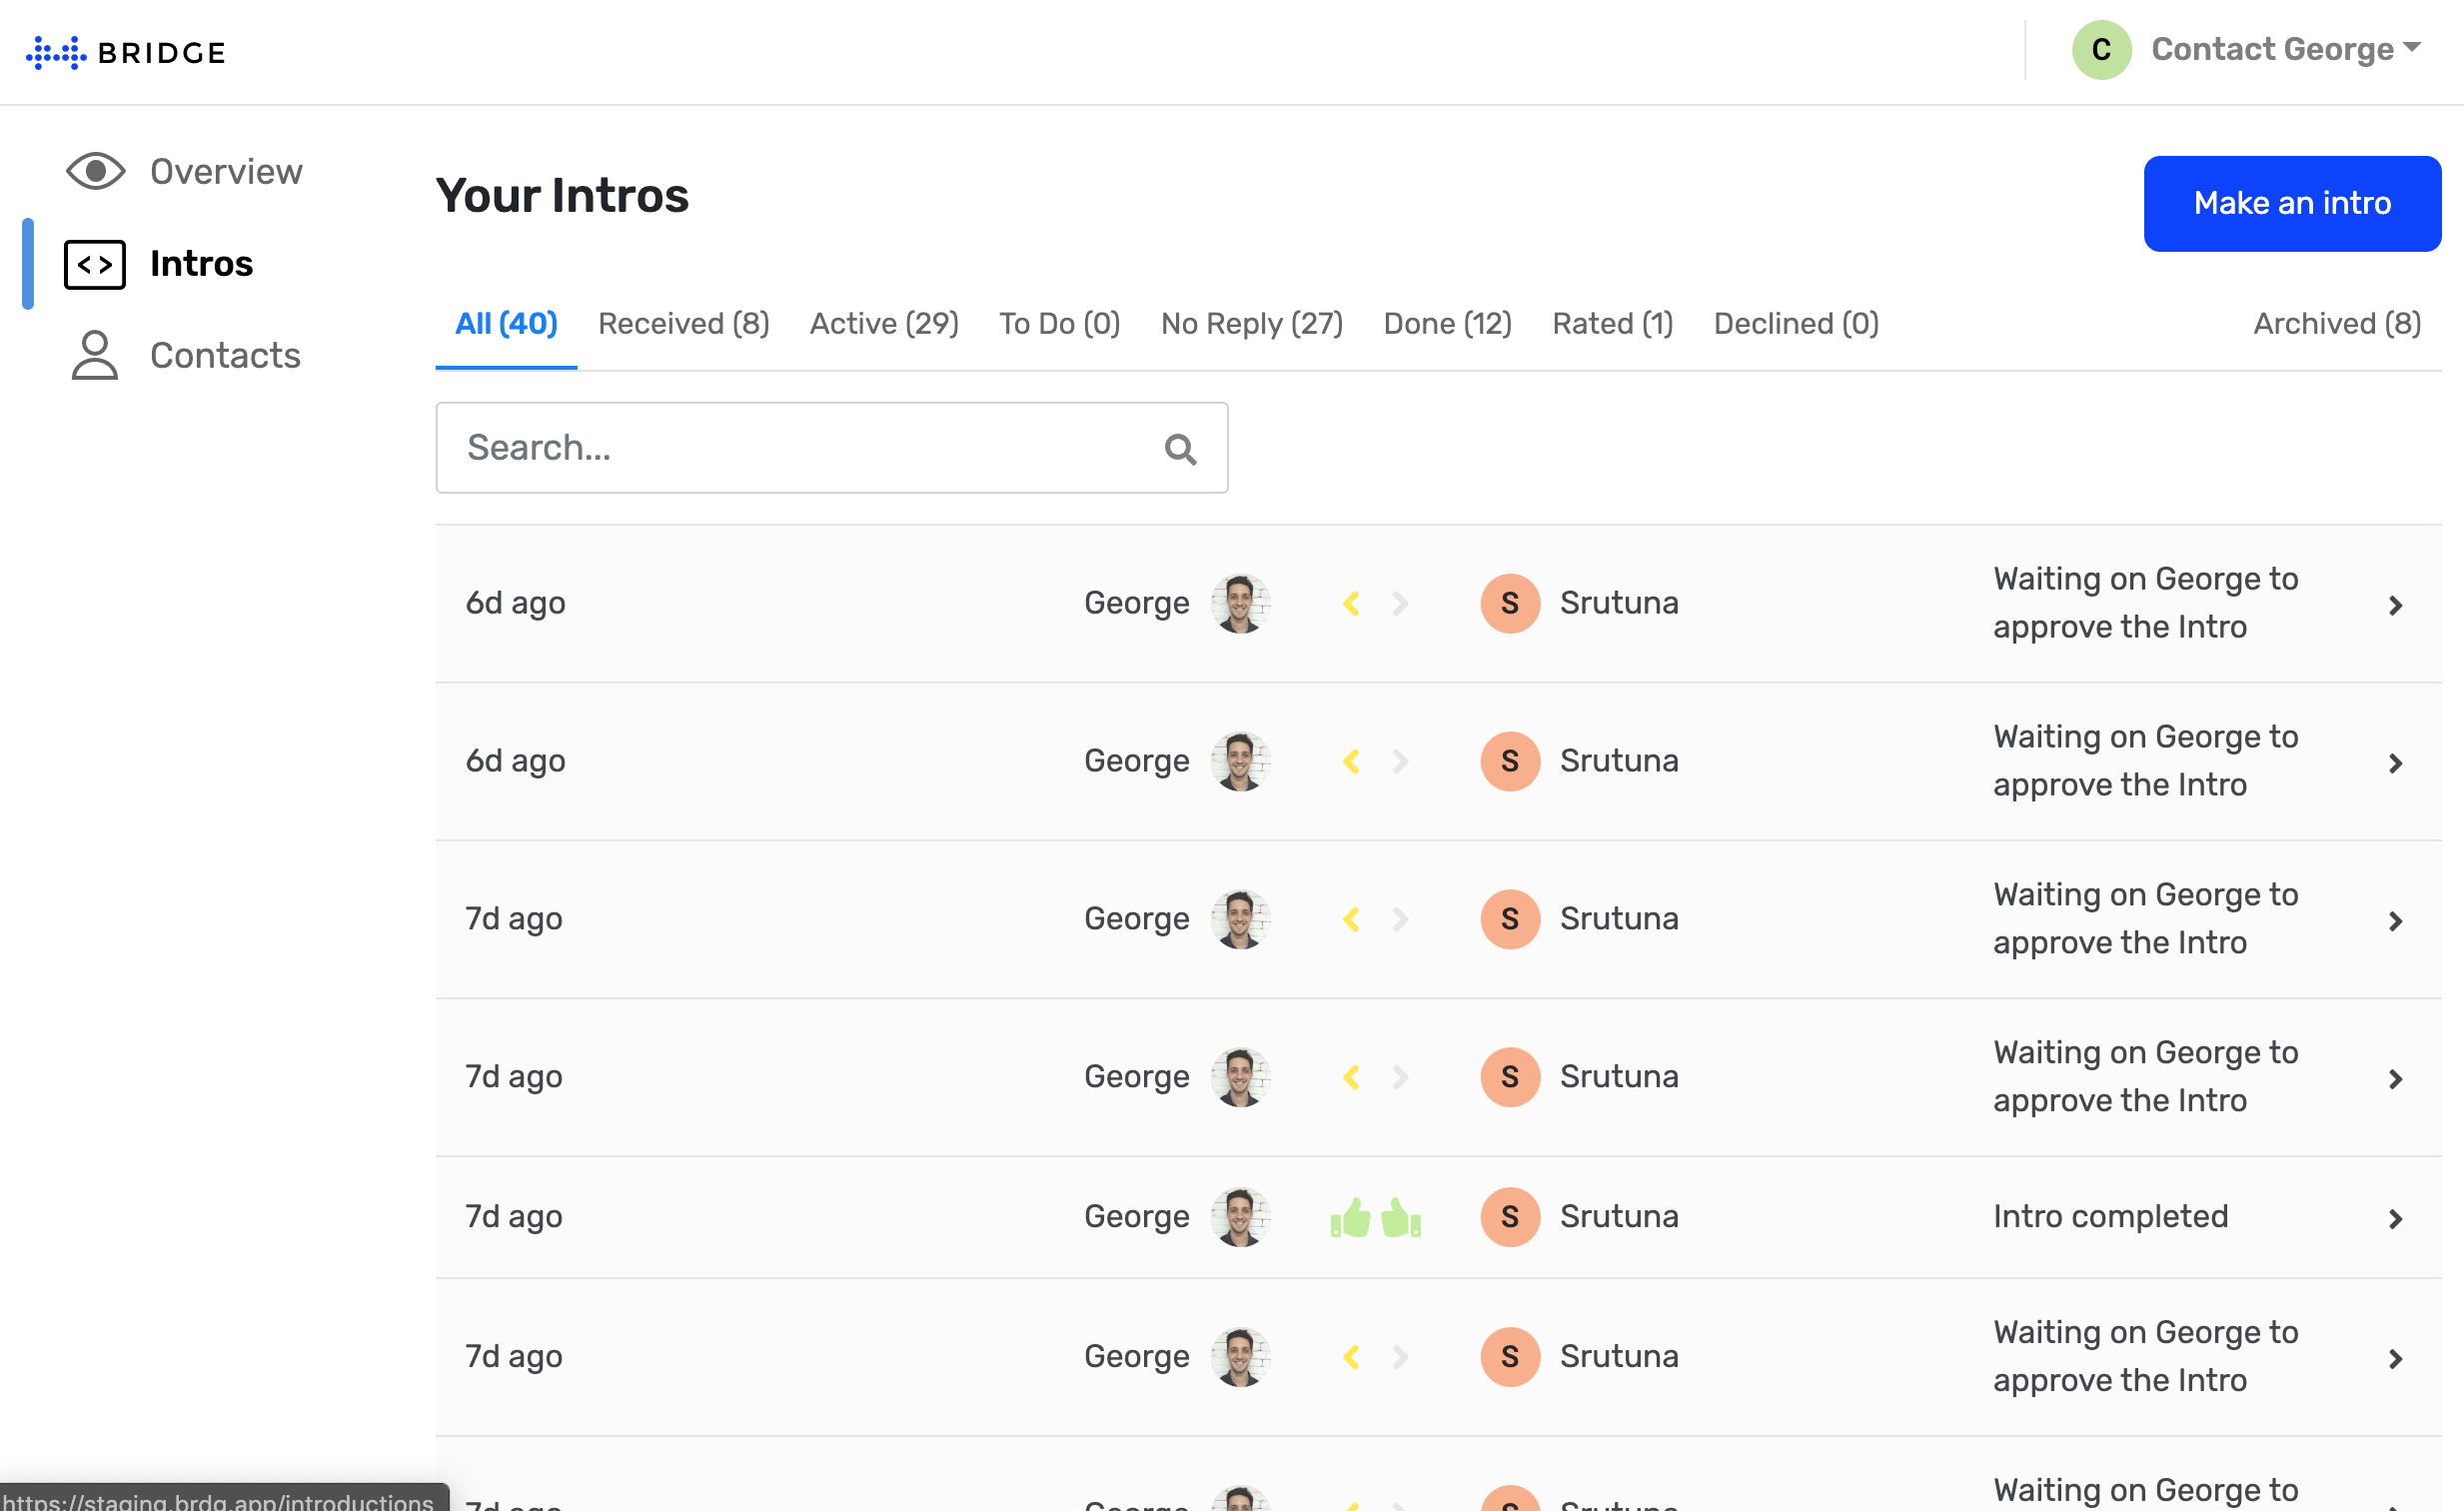 BRIDGE
C Contact George
Overview
Intros
Contacts
Your Intros
Make an intro
All (40) Received (8) Active (29) To Do (0) No Reply (27) Done (12) Rated (1) Declined (0) Archived (8)
Search...
6d ago George S Srutuna Waiting on George to
approve the Intro
6d ago George S Srutuna Waiting on George to
approve the Intro
7d ago George S Srutuna Waiting on George to
approve the Intro
7d ago George S Srutuna Waiting on George to
approve the Intro
7d ago George S Srutuna Intro completed
7d ago George S Srutuna Waiting on George to
approve the Intro
7d ago George S Srutuna Waiting on George to
https://staging.brdg.app/introductions